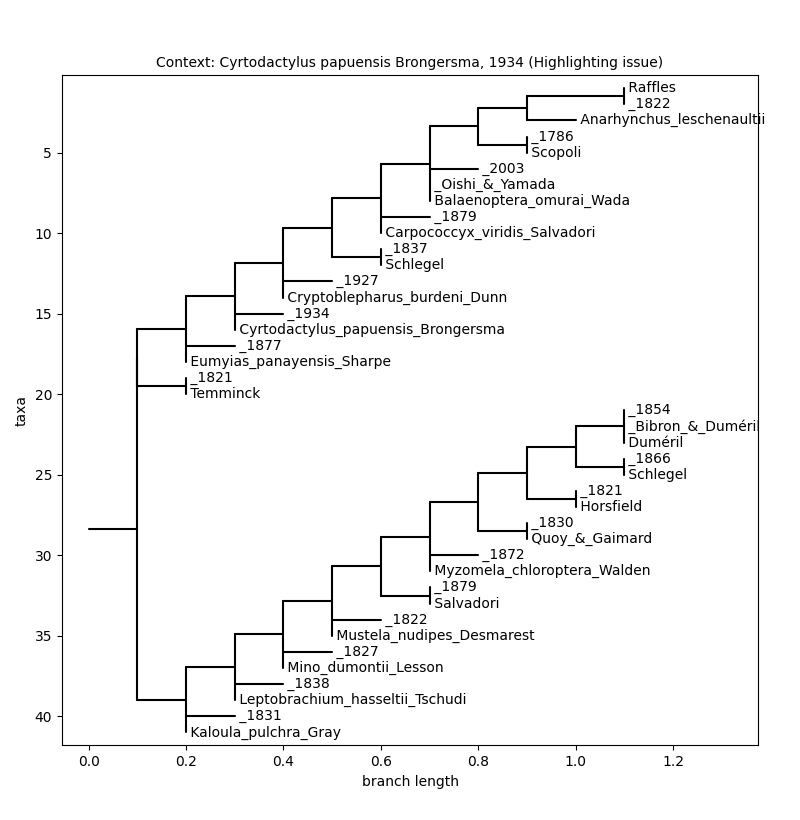 Context: Cyrtodactylus papuensis Brongersma, 1934 (Highlighting issue)
Raffles
_1822
Anarhynchus_leschenaultii
_1786
Scopoli
_2003
_Oishi_&_Yamada
Balaenoptera_omurai_Wada
_1879
Carpococcyx_viridis_Salvadori
_1837
Schlegel
_1927
Cryptoblepharus_burdeni_Dunn
_1934
Cyrtodactylus_papuensis_Brongersma
_1877
Eumyias_panayensis_Sharpe
_1821
Temminck
_1854
_Bibron_&_Duméril
Duméril
_1866
Schlegel
_1821
Horsfield
_1830
Quoy_&_Gaimard
_1872
Myzomela_chloroptera_Walden
_1879
Salvadori
_1822
Mustela_nudipes_Desmarest
_1827
Mino_dumontii_Lesson
_1838
Leptobrachium_hasseltii_Tschudi
_1831
Kaloula_pulchra_Gray
5
10
15
20
25
30
35
40
taxa
0.0 0.2 0.4 0.6 0.8 1.0 1.2
branch length